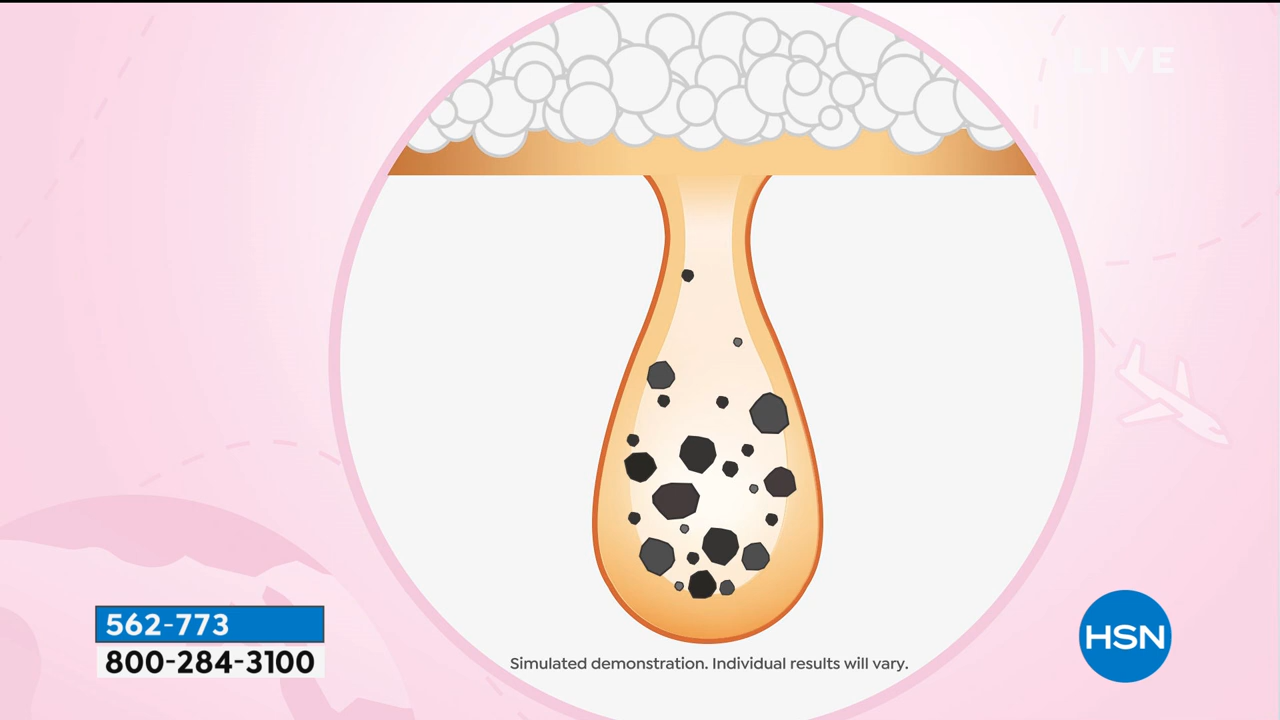 LIVE
562-773
800-284-3100
HSN
Simulated demonstration. Individual results will vary.